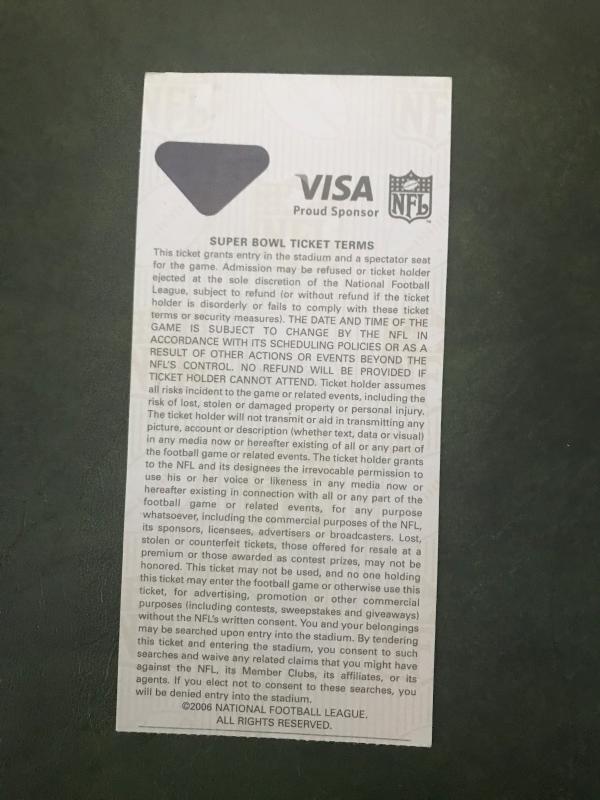 NFL
NF
VISA
Proud Sponsor
NFL
TM
SUPER BOWL TICKET TERMS
This ticket grants entry in the stadium and a spectator seat
for the game. Admission may be refused or ticket holder
ejected at the sole discretion of the National Football
League, subject to refund (or without refund if the ticket
holder is disorderly or fails to comply with these ticket
terms or security measures). THE DATE AND TIME OF THE
GAME IS SUBJECT TO CHANGE BY THE NFL IN
ACCORDANCE WITH ITS SCHEDULING POLICIES OR AS A
RESULT OF OTHER ACTIONS OR EVENTS BEYOND THE
NFL'S CONTROL. NO REFUND WILL BE PROVIDED IF
TICKET HOLDER CANNOT ATTEND. Ticket holder assumes
all risks incident to the game or related events, including the
risk of lost, stolen or damaged property or personal injury.
The ticket holder will not transmit or aid in transmitting any
picture, account or description (whether text, data or visual)
in any media now or hereafter existing of all or any part of
the football game or related events. The ticket holder grants
to the NFL and its designees the irrevocable permission to
use his or her voice or likeness in any media now or
hereafter existing in connection with all or any part of the
football game or related events, for any purpose
whatsoever, including the commercial purposes of the NFL,
its sponsors, licensees, advertisers or broadcasters. Lost,
stolen or counterfeit tickets, those offered for resale at a
premium or those awarded as contest prizes, may not be
honored. This ticket may not be used, and no one holding
this ticket may enter the football game or otherwise use this
ticket, for advertising, promotion or other commercial
purposes (including contests, sweepstakes and giveaways)
without the NFL's written consent. You and your belongings
may be searched upon entry into the stadium. By tendering
this ticket and entering the stadium, you consent to such
searches and waive any related claims that you might have
against the NFL, its Member Clubs, its affiliates, or its
agents. If you elect not to consent to these searches, you
will be denied entry into the stadium.
©2006 NATIONAL FOOTBALL LEAGUE.
ALL RIGHTS RESERVED.